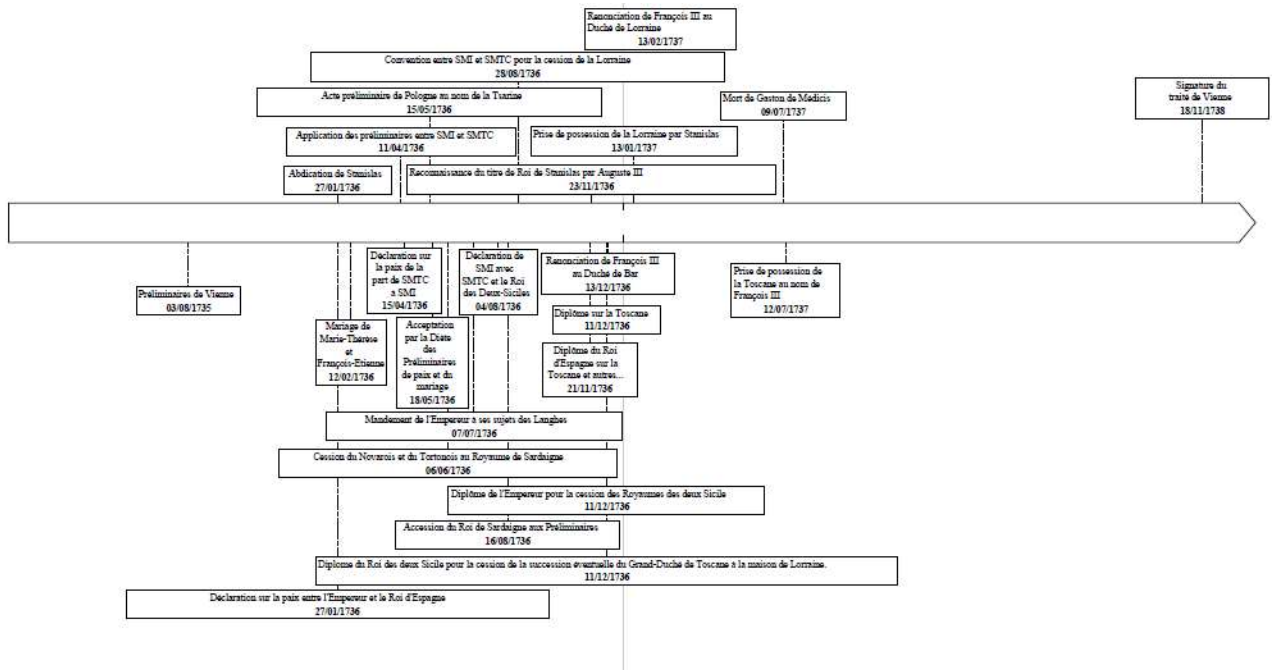 Renonciation de François III au
Duché de Lorraine
13/02/1737
Convention entre SMI et SMTC pour la cession de la Lorraine
28/08/1736
Acte préliminaire de Pologne au nom de la Tsarine
15/05/1736
Mort de Gaston de Médicis
09/07/1737
Signature du
traité de Vienne
18/11/1738
Application des préliminaires entre SMI et SMTC
11/04/1736
Prise de possession de la Lorraine par Stanislas
13/01/1737
Abdication de Stanislas
27/01/1736
Reconnaissance du titre de Roi de Stanislas par Auguste III
23/11/1736
Préliminaires de Vienne
03/08/1735
Déclaration sur
la paix de la
part de SMTC
à SMI
15/04/1736
Déclaration de
SMI avec
SMTC et le Roi
des Deux-Siciles
04/08/1736
Renonciation de François III
au Duché de Bar
13/12/1736
Prise de possession de
la Toscane au nom de
François III
12/07/1737
Diplôme sur la Toscane
11/12/1736
Mariage de
Marie-Thérèse
et
François-Etienne
12/02/1736
Acceptation
par la Diète
des
Préliminaires
de paix et du
mariage
18/05/1736
Diplôme du Roi
d'Espagne sur la
Toscane et autres...
21/11/1736
Mandement de l'Empereur à ses sujets des Langhes
07/07/1736
Cession du Novarois et du Tortonois au Royaume de Sardaigne
06/06/1736
Diplôme de l'Empereur pour la cession des Royaumes des deux Sicile
11/12/1736
Accession du Roi de Sardaigne aux Préliminaires
16/08/1736
Diplome du Roi des deux Sicile pour la cession de la succession éventuelle du Grand-Duché de Toscane à la maison de Lorraine.
11/12/1736
Déclaration sur la paix entre l'Empereur et le Roi d'Espagne
27/01/1736